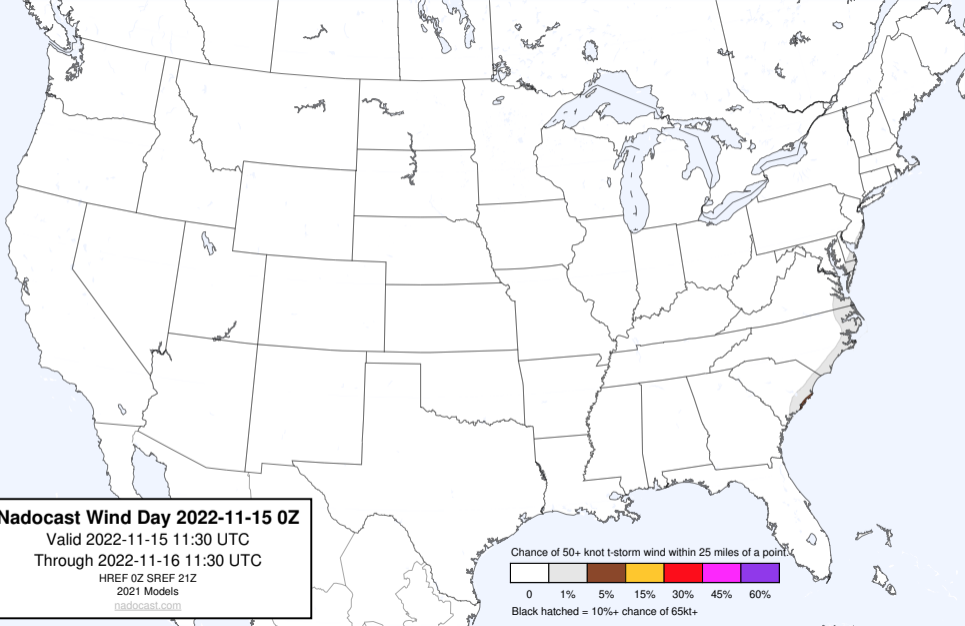 Nadocast Wind Day 2022-11-15 0Z
Valid 2022-11-15 11:30 UTC
Through 2022-11-16 11:30 UTC
HREF 0Z SREF 21Z
2021 Models
nadocast.com
Chance of 50+ knot t-storm wind within 25 miles of a point.
0 1% 5% 15% 30% 45% 60%
Black hatched = 10%+ chance of 65kt+